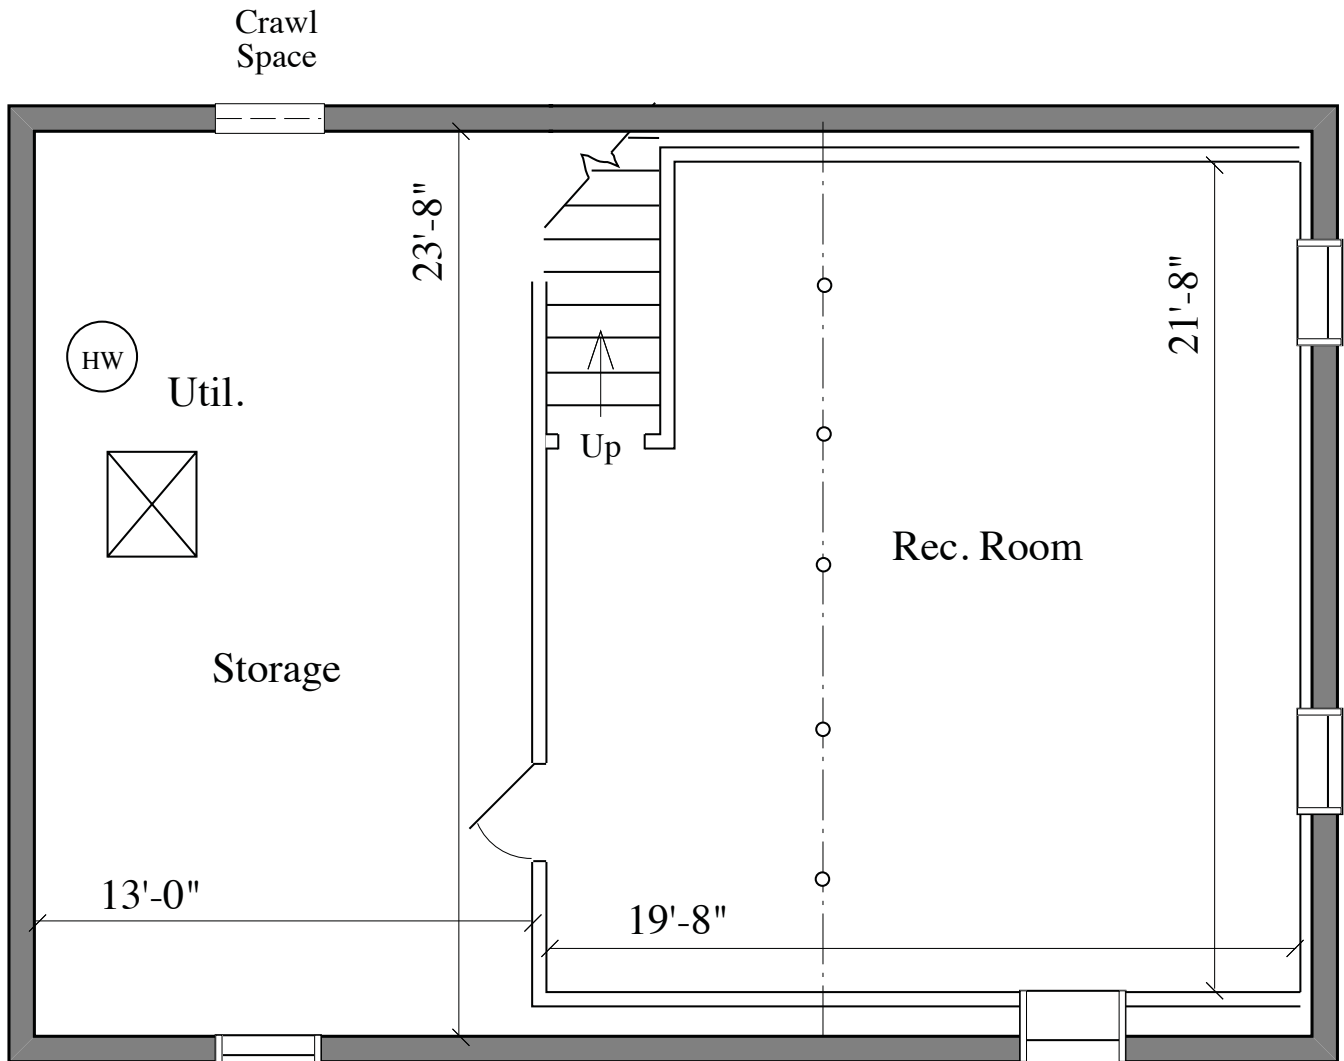 Crawl
Space
23'-8"
21'-8"
HW
Util.
Up
Rec. Room
Storage
13'-0"
19'-8"